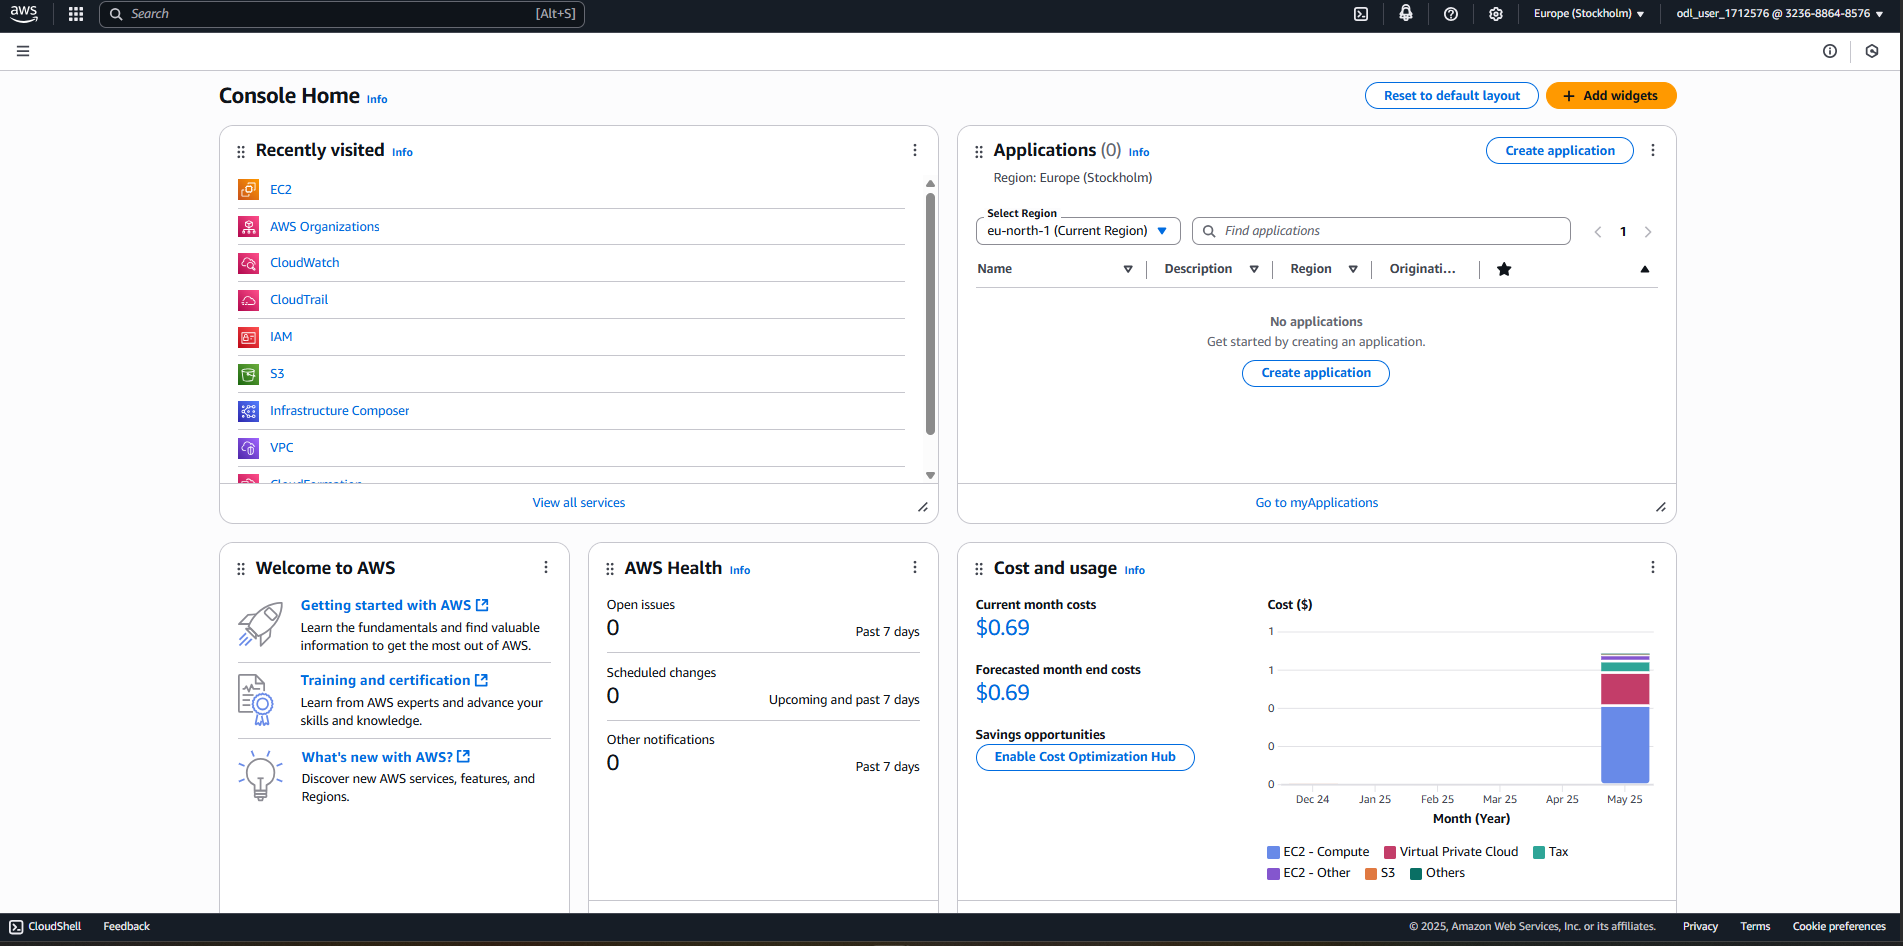 aws
Search
[Alt+S]
Europe (Stockholm)
odl_user_1712576 @ 3236-8864-8576
Console Home Info
Reset to default layout
Add widgets
Recently visited Info
EC2
AWS Organizations
CloudWatch
CloudTrail
IAM
S3
Infrastructure Composer
VPC
CloudFormation
View all services
Applications (0) Info
Create application
Region: Europe (Stockholm)
Select Region
eu-north-1 (Current Region)
Find applications
1
Name
Description
Region
Originati...
No applications
Get started by creating an application.
Create application
Go to myApplications
Welcome to AWS
Getting started with AWS
Learn the fundamentals and find valuable
information to get the most out of AWS.
Training and certification
Learn from AWS experts and advance your
skills and knowledge.
What's new with AWS?
Discover new AWS services, features, and
Regions.
AWS Health Info
Open issues
0
Past 7 days
Scheduled changes
0
Upcoming and past 7 days
Other notifications
0
Past 7 days
Cost and usage Info
Current month costs
$0.69
Forecasted month end costs
$0.69
Savings opportunities
Enable Cost Optimization Hub
Cost ($)
1
1
0
0
0
Dec 24
Jan 25
Feb 25
Mar 25
Apr 25
May 25
Month (Year)
EC2 - Compute
Virtual Private Cloud
Tax
EC2 - Other
S3
Others
CloudShell
Feedback
© 2025, Amazon Web Services, Inc. or its affiliates.
Privacy
Terms
Cookie preferences